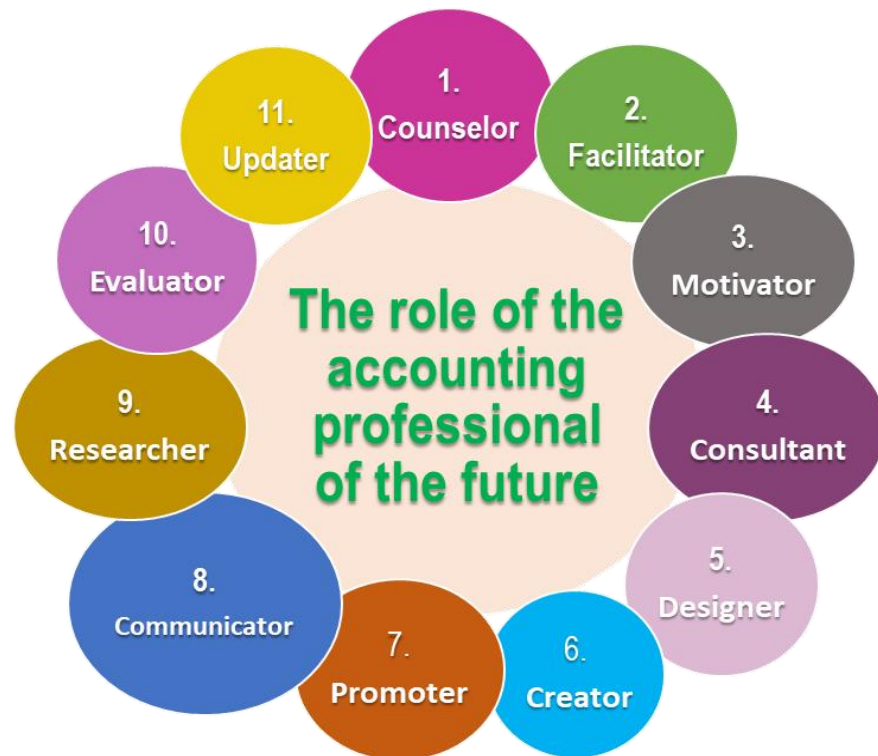 The role of the
accounting
professional
of the future
1.
Counselor
2.
Facilitator
3.
Motivator
4.
Consultant
5.
Designer
6.
Creator
7.
Promoter
8.
Communicator
9.
Researcher
10.
Evaluator
11.
Updater